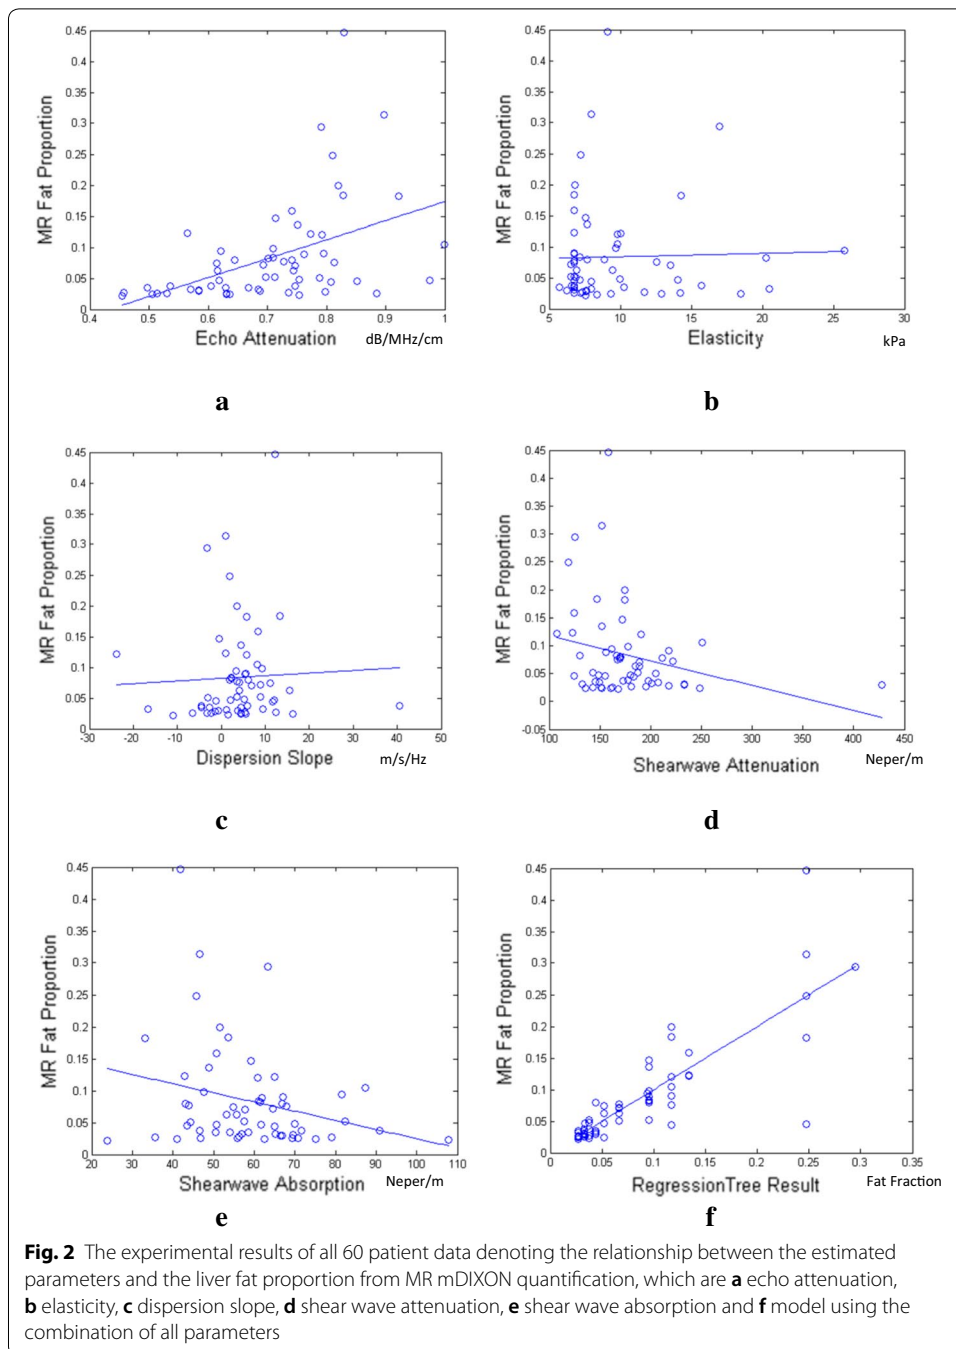 0.45
0.4
0.35
0.3
0.25
0.2
0.15
0.1
0.05
0
MR Fat Proportion
0.4 0.5 0.6 0.7 0.8 0.9 1
Echo Attenuation dB/MHz/cm
a
0.45
0.4
0.35
0.3
0.25
0.2
0.15
0.1
0.05
0
MR Fat Proportion
5 10 15 20 25 30
Elasticity kPa
b
0.45
0.4
0.35
0.3
0.25
0.2
0.15
0.1
0.05
0
MR Fat Proportion
-30 -20 -10 0 10 20 30 40 50
Dispersion Slope m/s/Hz
c
0.45
0.4
0.35
0.3
0.25
0.2
0.15
0.1
0.05
0
-0.05
MR Fat Proportion
100 150 200 250 300 350 400 450
Shearwave Attenuation Neper/m
d
0.45
0.4
0.35
0.3
0.25
0.2
0.15
0.1
0.05
0
MR Fat Proportion
20 30 40 50 60 70 80 90 100 110
Shearwave Absorption Neper/m
e
0.45
0.4
0.35
0.3
0.25
0.2
0.15
0.1
0.05
0
MR Fat Proportion
0 0.05 0.1 0.15 0.2 0.25 0.3 0.35
RegressionTree Result Fat Fraction
f
Fig. 2 The experimental results of all 60 patient data denoting the relationship between the estimated
parameters and the liver fat proportion from MR mDIXON quantification, which are a echo attenuation,
b elasticity, c dispersion slope, d shear wave attenuation, e shear wave absorption and f model using the
combination of all parameters